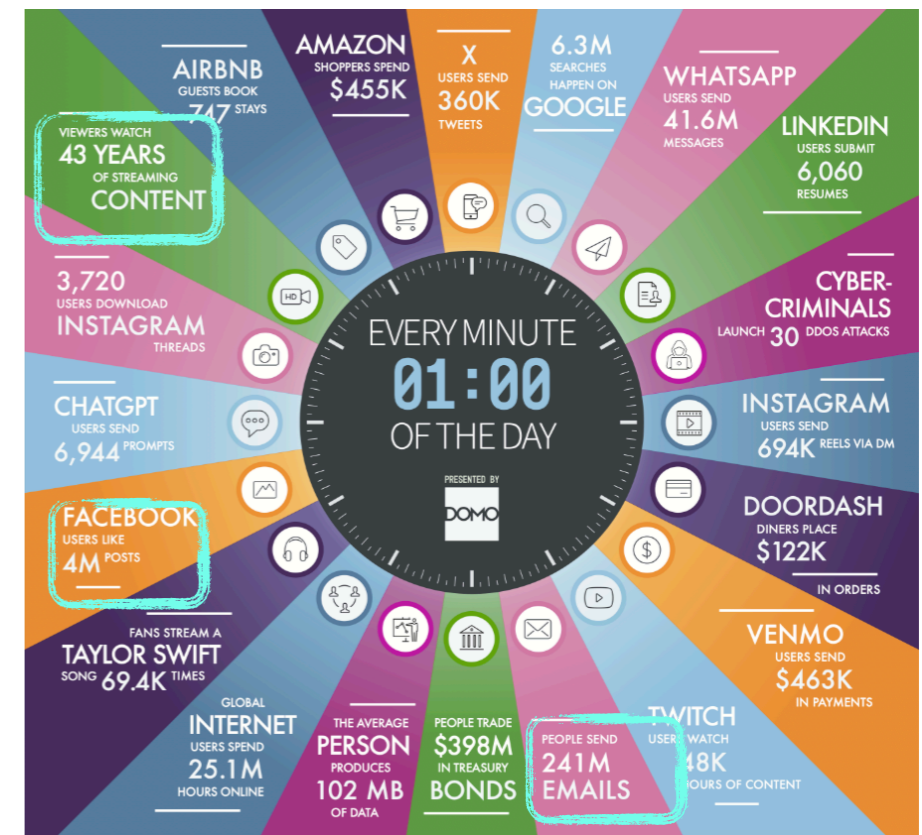 AIRBNB
GUESTS BOOK
747 STAYS
AMAZON
SHOPPERS SPEND
$455K
X
USERS SEND
360K
TWEETS
6.3M
SEARCHES
HAPPEN ON
GOOGLE
WHATSAPP
USERS SEND
41.6M
MESSAGES
LINKEDIN
USERS SUBMIT
6,060
RESUMES
CYBER-
CRIMINALS
LAUNCH 30 DDOS ATTACKS
INSTAGRAM
USERS SEND
694K REELS VIA DM
DOORDASH
DINERS PLACE
$122K
IN ORDERS
VENMO
USERS SEND
$463K
IN PAYMENTS
TWITCH
USERS WATCH
48K
HOURS OF CONTENT
PEOPLE SEND
241M
EMAILS
PEOPLE TRADE
$398M
IN TREASURY
BONDS
THE AVERAGE
PERSON
PRODUCES
102 MB
OF DATA
GLOBAL
INTERNET
USERS SPEND
25.1M
HOURS ONLINE
FANS STREAM A
TAYLOR SWIFT
SONG 69.4K TIMES
FACEBOOK
USERS LIKE
4M POSTS
CHATGPT
USERS SEND
6,944 PROMPTS
3,720
USERS DOWNLOAD
INSTAGRAM
THREADS
VIEWERS WATCH
43 YEARS
OF STREAMING
CONTENT
HD
EVERY MINUTE
01:00
OF THE DAY
PRESENTED BY
DOMO